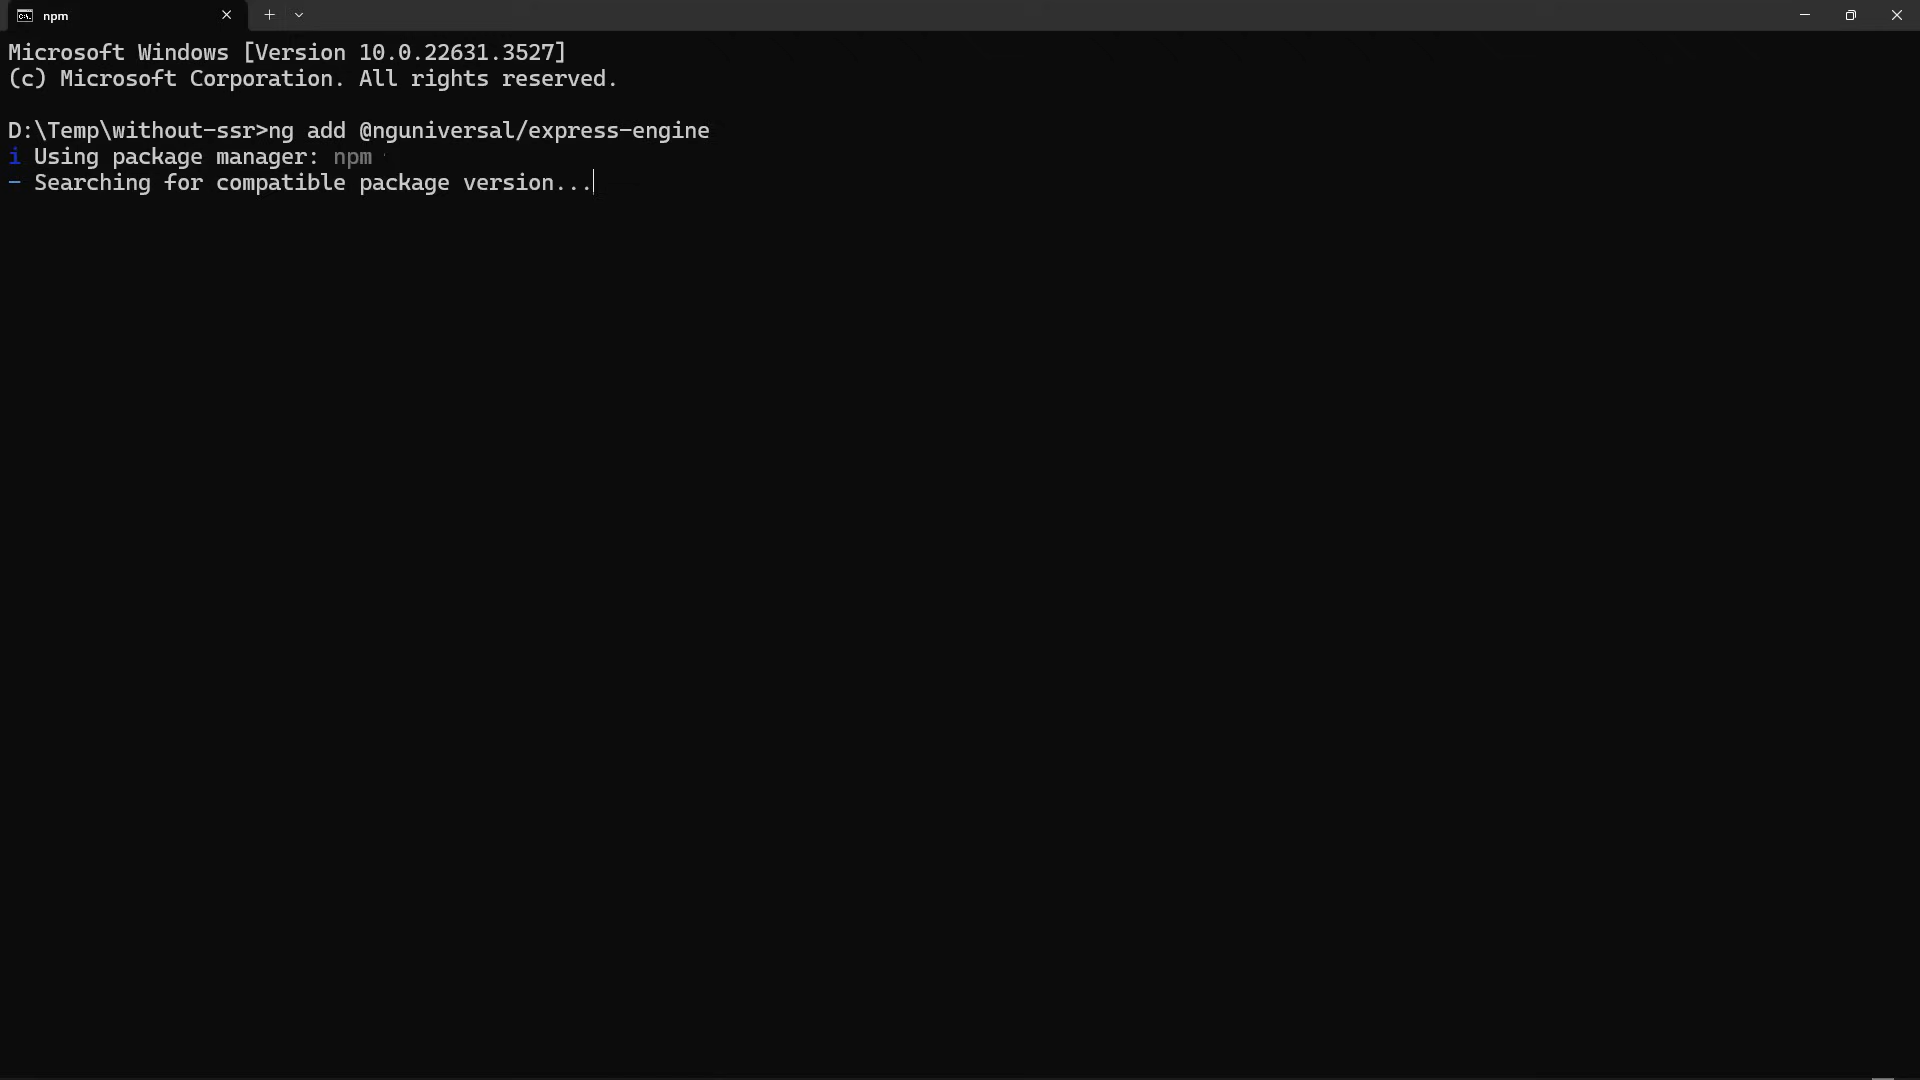 npm
Microsoft Windows [Version 10.0.22631.3527]
(c) Microsoft Corporation. All rights reserved.
D:\Temp\without-ssr>ng add @nguniversal/express-engine
i Using package manager: npm
- Searching for compatible package version...